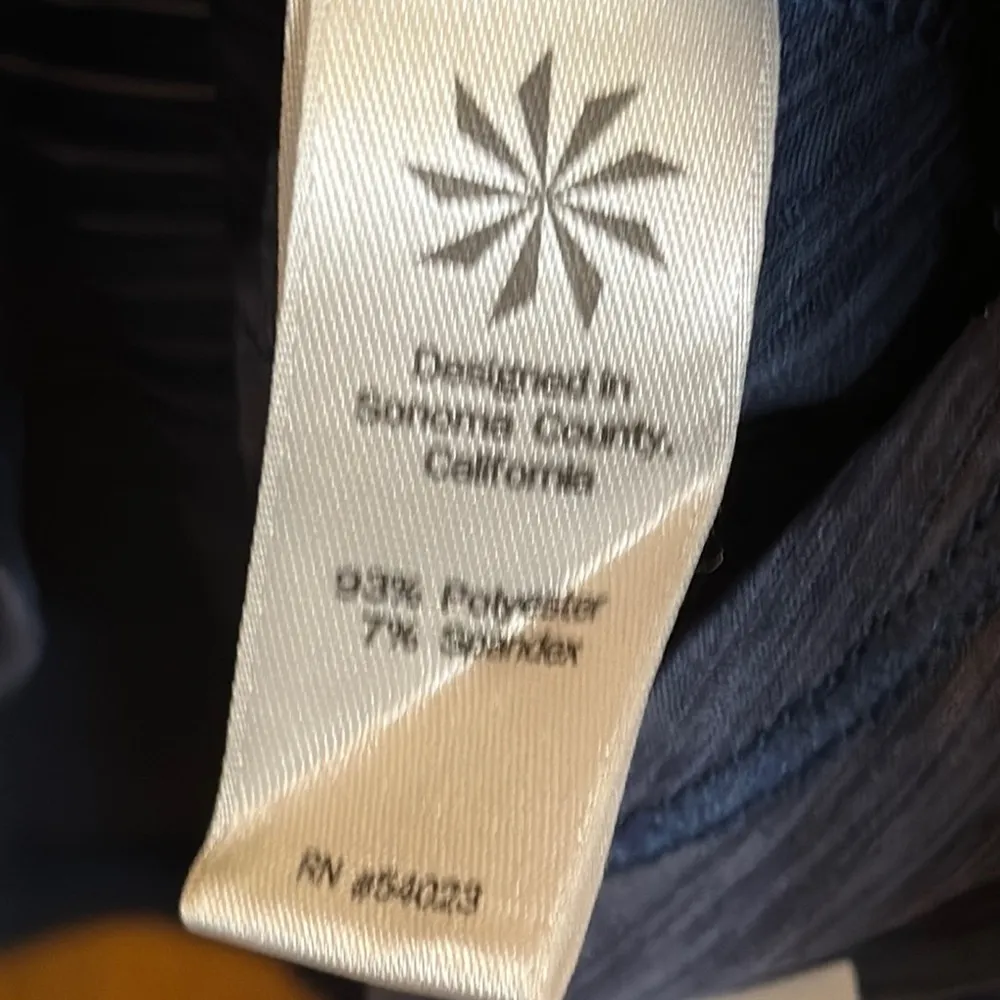 Designed in
Sonoma County,
California
93% Polyester
7% Spandex
RN #54023